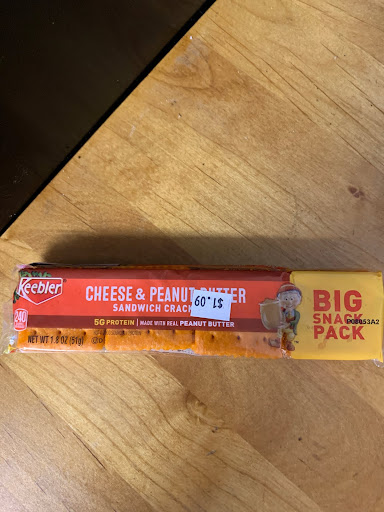 Keebler
CHEESE & PEANUT BUTTER
SANDWICH CRAC
$1.09
5G PROTEIN | MADE WITH REAL PEANUT BUTTER
240
NET WT 1.8 OZ (51g)
BIG
SNACK
PACK